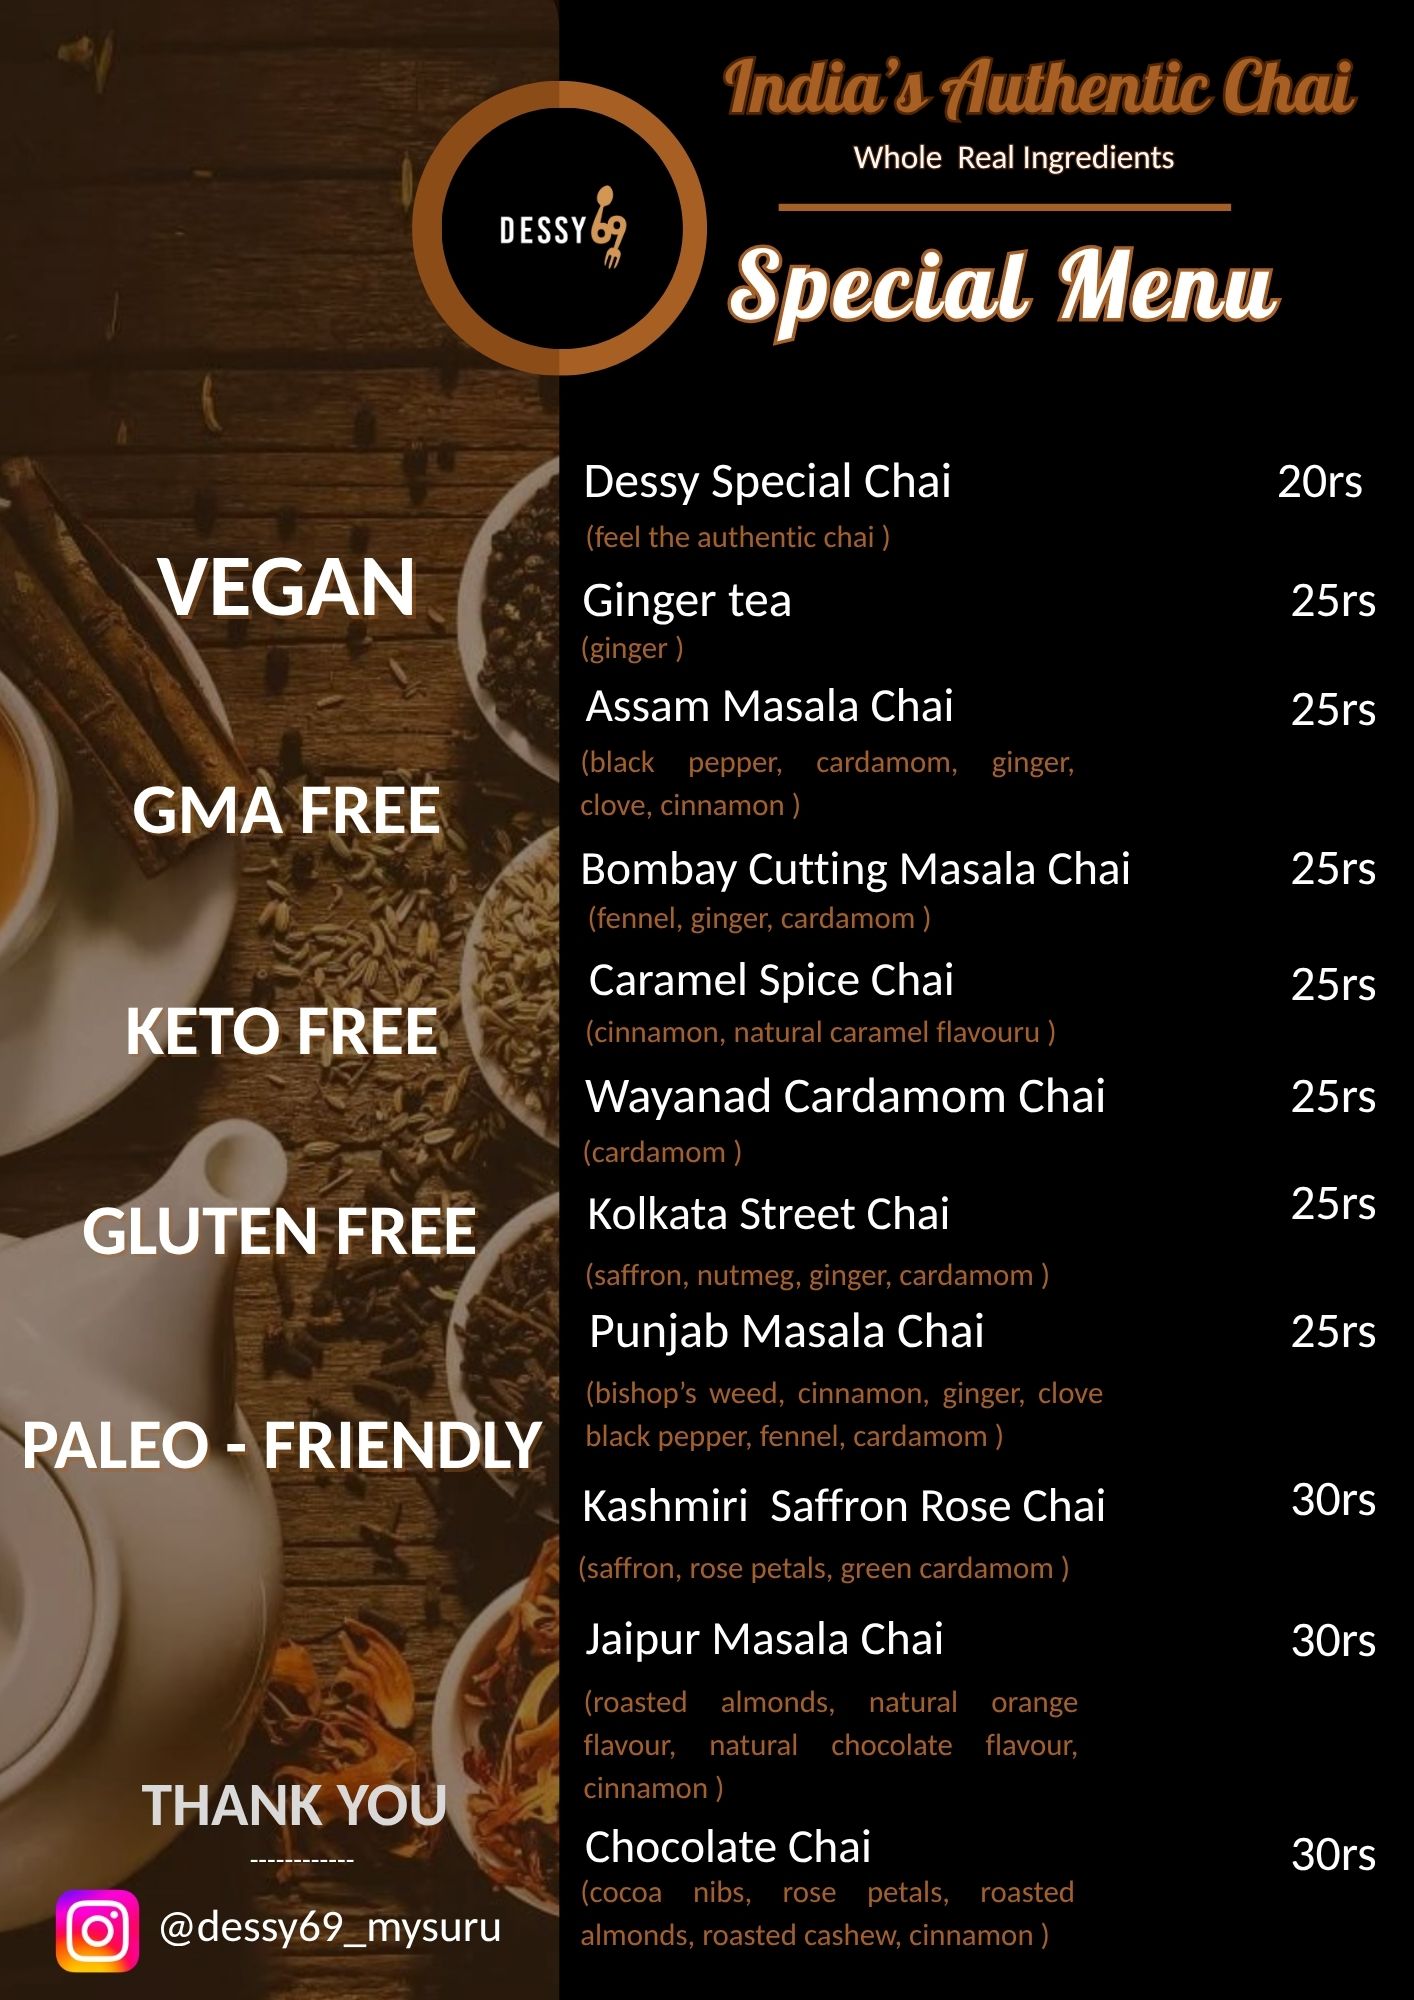 India's Authentic Chai
Whole Real Ingredients
DESSY69
Special Menu
Dessy Special Chai 20rs
(feel the authentic chai )
Ginger tea 25rs
(ginger )
Assam Masala Chai 25rs
(black pepper, cardamom, ginger,
clove, cinnamon )
Bombay Cutting Masala Chai 25rs
(fennel, ginger, cardamom )
Caramel Spice Chai 25rs
(cinnamon, natural caramel flavouru )
Wayanad Cardamom Chai 25rs
(cardamom )
Kolkata Street Chai 25rs
(saffron, nutmeg, ginger, cardamom )
Punjab Masala Chai 25rs
(bishop's weed, cinnamon, ginger, clove
black pepper, fennel, cardamom )
Kashmiri Saffron Rose Chai 30rs
(saffron, rose petals, green cardamom )
Jaipur Masala Chai 30rs
(roasted almonds, natural orange
flavour, natural chocolate flavour,
cinnamon )
Chocolate Chai 30rs
(cocoa nibs, rose petals, roasted
almonds, roasted cashew, cinnamon )
VEGAN
GMA FREE
KETO FREE
GLUTEN FREE
PALEO - FRIENDLY
THANK YOU
------------
@dessy69_mysuru